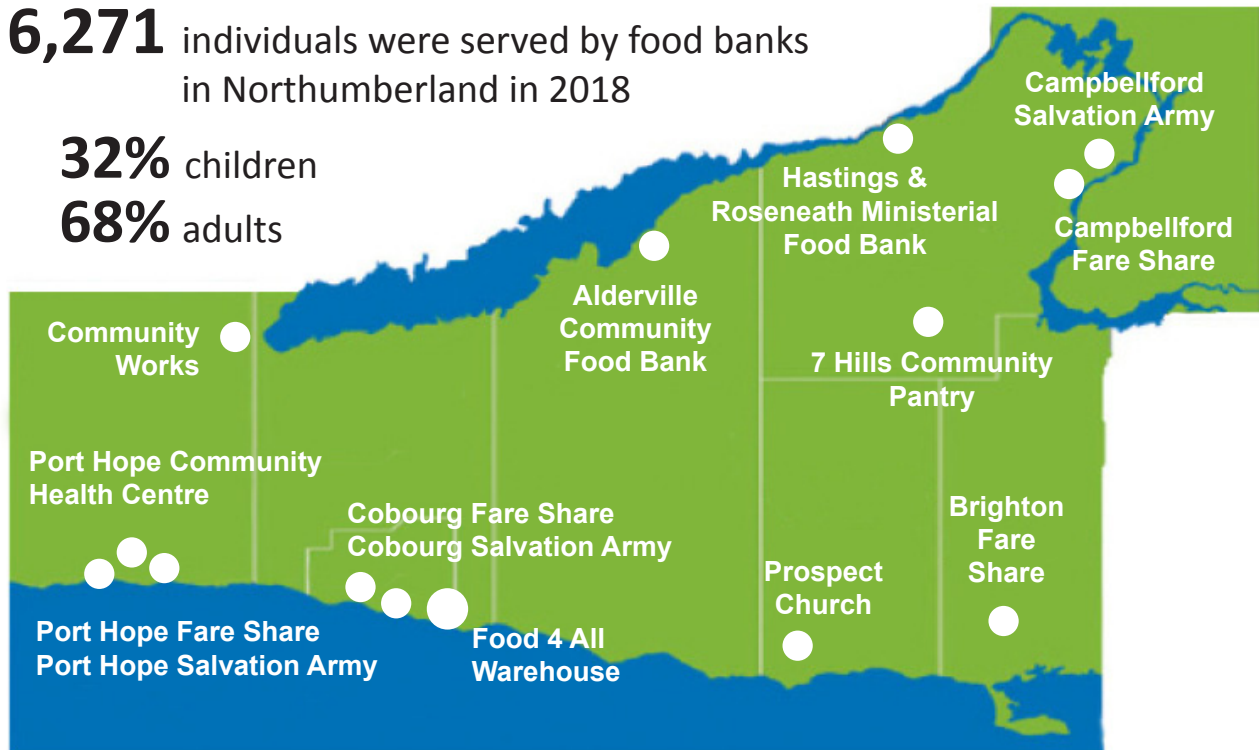 6,271 individuals were served by food banks
in Northumberland in 2018
32% children
68% adults
Campbellford
Salvation Army
Hastings &
Roseneath Ministerial
Food Bank
Campbellford
Fare Share
Alderville
Community
Food Bank
Community
Works
7 Hills Community
Pantry
Port Hope Community
Health Centre
Cobourg Fare Share
Cobourg Salvation Army
Brighton
Fare
Share
Prospect
Church
Port Hope Fare Share
Port Hope Salvation Army
Food 4 All
Warehouse